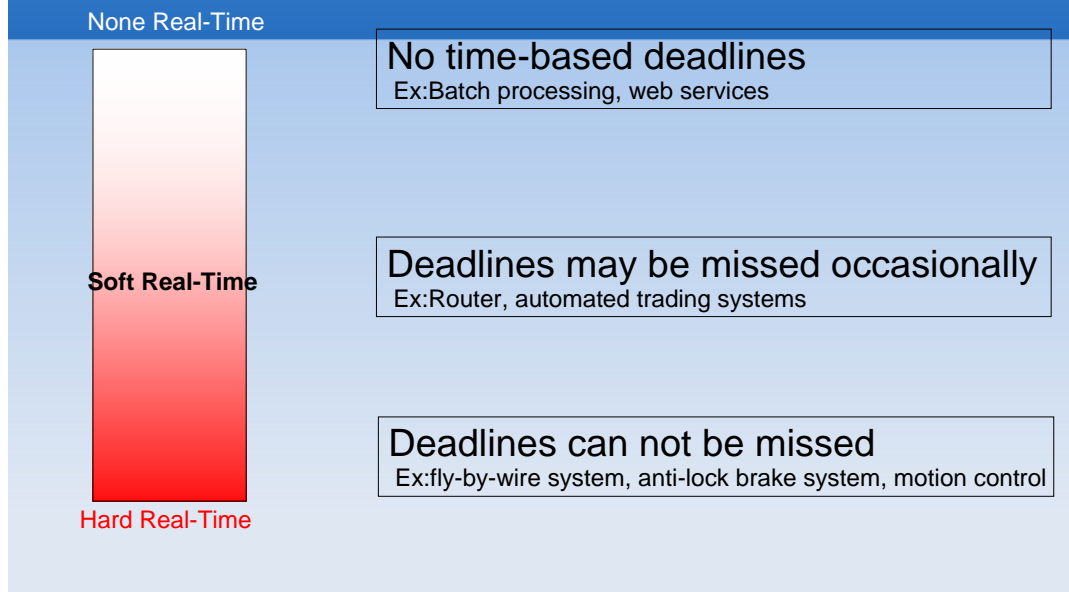 None Real-Time
No time-based deadlines
Ex:Batch processing, web services
Soft Real-Time
Deadlines may be missed occasionally
Ex:Router, automated trading systems
Deadlines can not be missed
Ex:fly-by-wire system, anti-lock brake system, motion control
Hard Real-Time